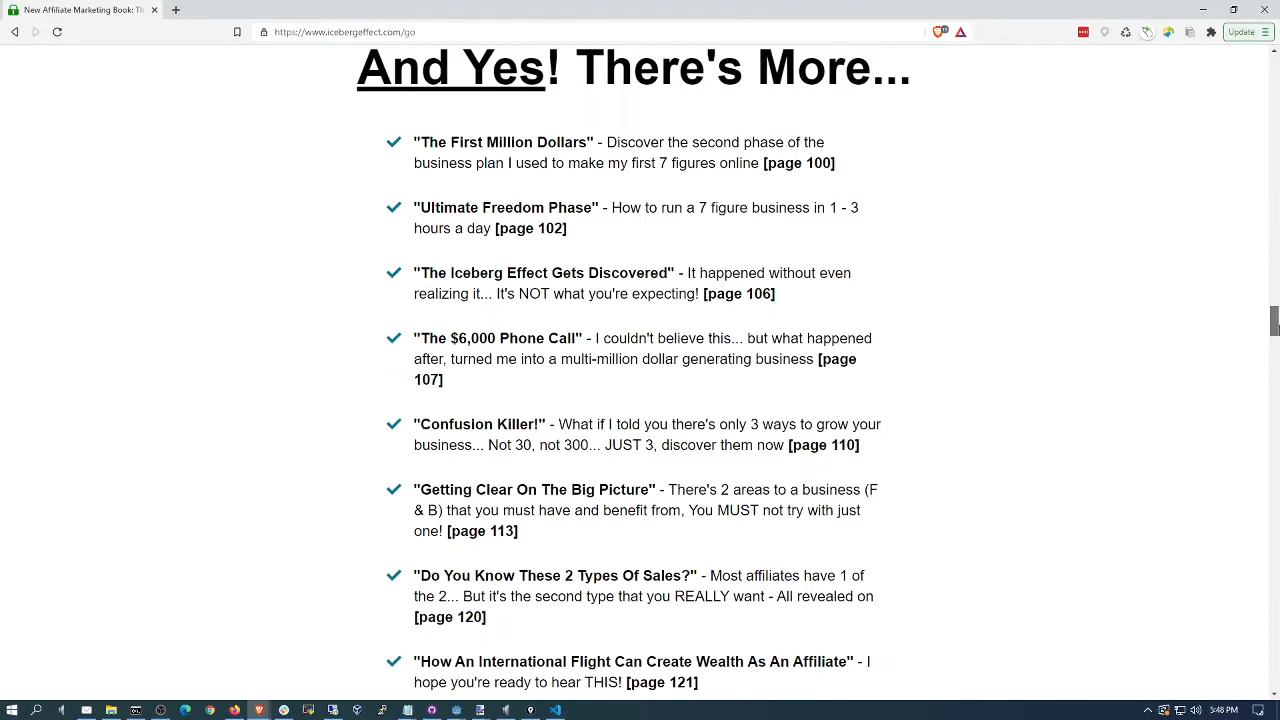 New Affiliate Marketing Book: Th
https://www.icebergeffect.com/go
Update
And Yes! There's More...
"The First Million Dollars" - Discover the second phase of the
business plan I used to make my first 7 figures online [page 100]
"Ultimate Freedom Phase" - How to run a 7 figure business in 1 - 3
hours a day [page 102]
"The Iceberg Effect Gets Discovered" - It happened without even
realizing it... It's NOT what you're expecting! [page 106]
"The $6,000 Phone Call" - I couldn't believe this... but what happened
after, turned me into a multi-million dollar generating business [page
107]
"Confusion Killer!" - What if I told you there's only 3 ways to grow your
business... Not 30, not 300... JUST 3, discover them now [page 110]
"Getting Clear On The Big Picture" - There's 2 areas to a business (F
& B) that you must have and benefit from, You MUST not try with just
one! [page 113]
"Do You Know These 2 Types Of Sales?" - Most affiliates have 1 of
the 2... But it's the second type that you REALLY want - All revealed on
[page 120]
"How An International Flight Can Create Wealth As An Affiliate" - I
hope you're ready to hear THIS! [page 121]
5:48 PM